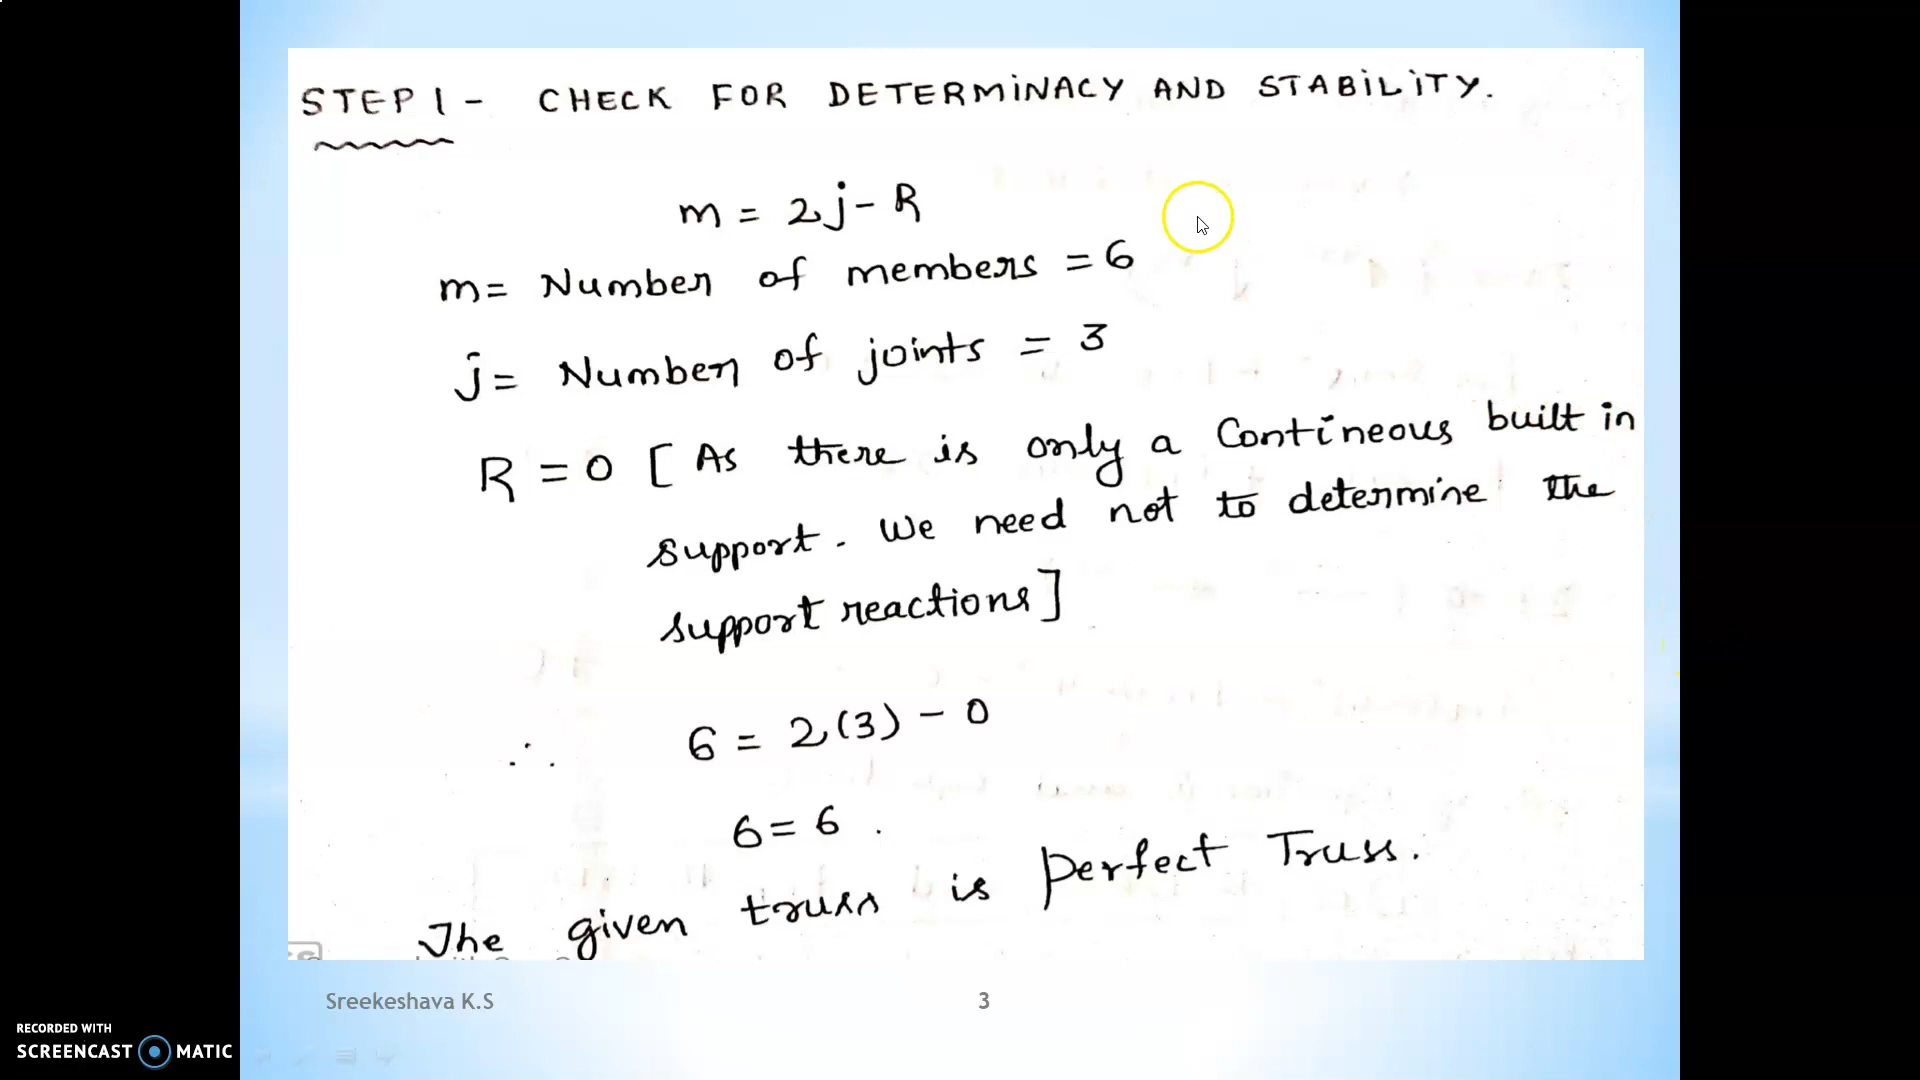 STEP 1 - CHECK FOR DETERMINACY AND STABILITY.
m = 2j - R
m = Number of members = 6
j = Number of joints = 3
R = 0 [ As there is only a Contineous built in
support. We need not to determine the
support reactions ]
∴ 6 = 2(3) - 0
6 = 6 .
The given truss is perfect Truss.
Sreekeshava K.S
3
RECORDED WITH
SCREENCAST MATIC